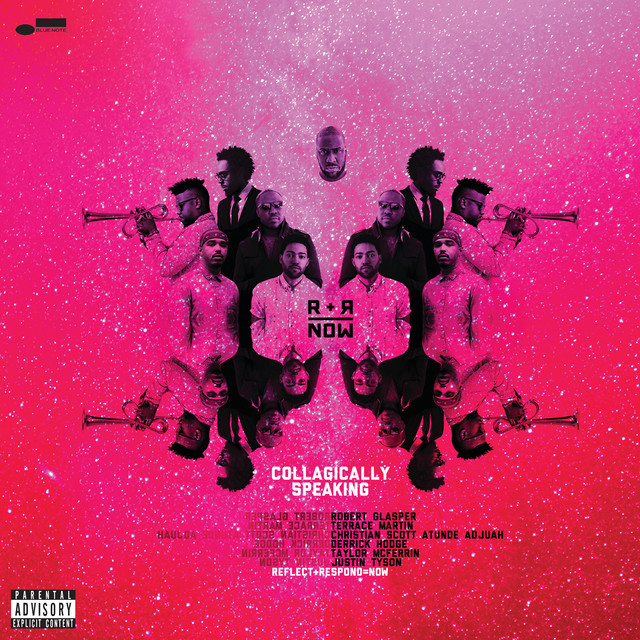 BLUE NOTE
R + R
NOW
COLLAGICALLY
SPEAKING
ROBERT GLASPER
TERRACE MARTIN
CHRISTIAN SCOTT ATUNDE ADJUAH
DERRICK HODGE
TAYLOR MCFERRIN
JUSTIN TYSON
REFLECT+RESPOND=NOW
PARENTAL
ADVISORY
EXPLICIT CONTENT